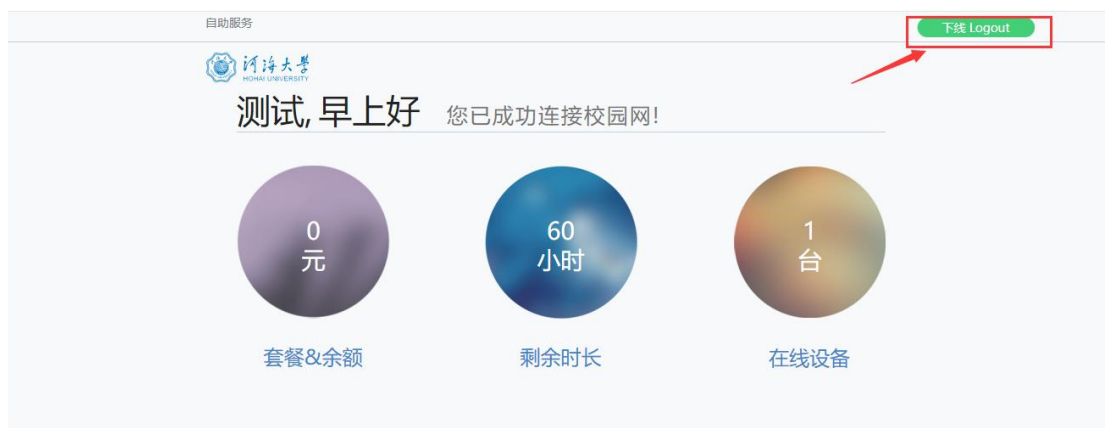 自助服务
下线 Logout
河海大学
HOHAI UNIVERSITY
测试, 早上好 您已成功连接校园网!
0
元
60
小时
1
台
套餐&余额
剩余时长
在线设备